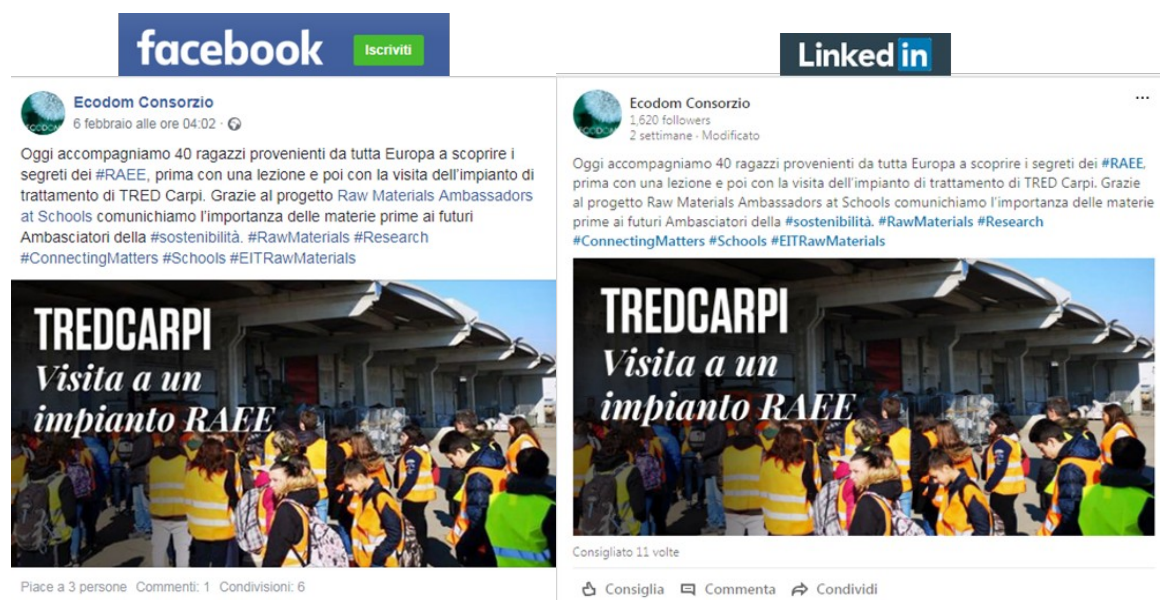 facebook
Iscriviti
Ecodom Consorzio
6 febbraio alle ore 04:02 ·
Oggi accompagniamo 40 ragazzi provenienti da tutta Europa a scoprire i
segreti dei #RAEE, prima con una lezione e poi con la visita dell'impianto di
trattamento di TRED Carpi. Grazie al progetto Raw Materials Ambassadors
at Schools comunichiamo l'importanza delle materie prime ai futuri
Ambasciatori della #sostenibilità. #RawMaterials #Research
#ConnectingMatters #Schools #EITRawMaterials
TREDCARPI
Visita a un
impianto RAEE
Piace a 3 persone Commenti: 1 Condivisioni: 6
Linked in
Ecodom Consorzio
1,620 followers
2 settimane · Modificato
Oggi accompagniamo 40 ragazzi provenienti da tutta Europa a scoprire i segreti dei #RAEE,
prima con una lezione e poi con la visita dell'impianto di trattamento di TRED Carpi. Grazie
al progetto Raw Materials Ambassadors at Schools comunichiamo l'importanza delle materie
prime ai futuri Ambasciatori della #sostenibilità. #RawMaterials #Research
#ConnectingMatters #Schools #EITRawMaterials
TREDCARPI
Visita a un
impianto RAEE
Consigliato 11 volte
Consiglia Commenta Condividi